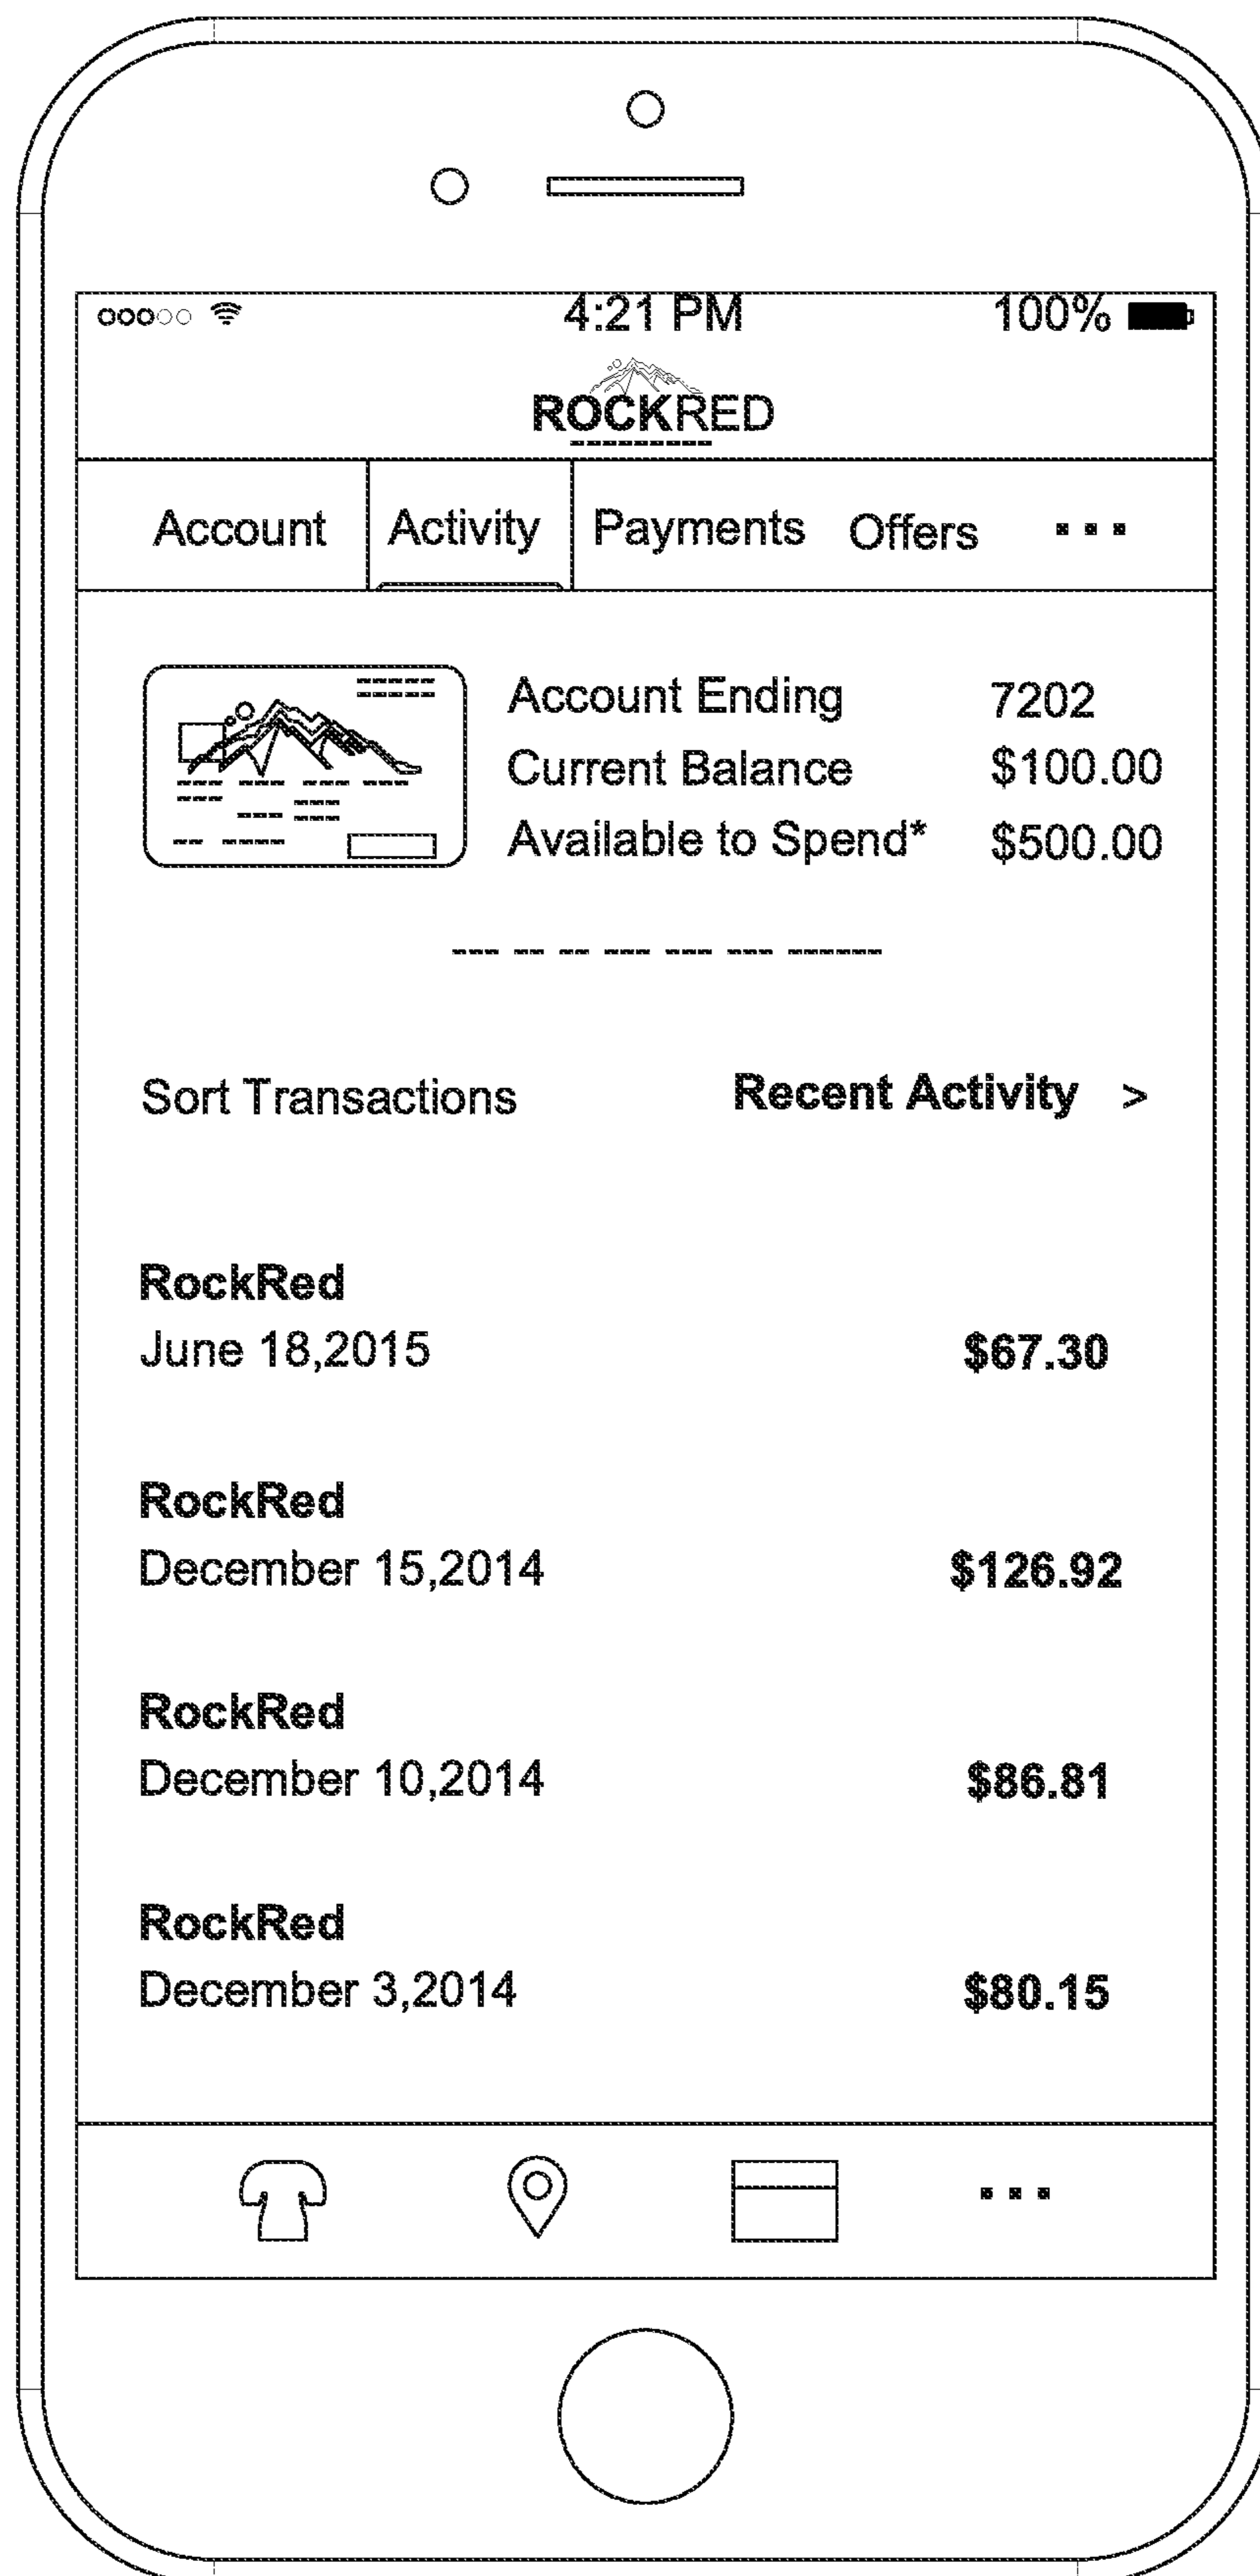 4:21 PM 100%
ROCKRED
Account Activity Payments Offers ...
Account Ending 7202
Current Balance $100.00
Available to Spend* $500.00
Sort Transactions Recent Activity >
RockRed
June 18,2015 $67.30
RockRed
December 15,2014 $126.92
RockRed
December 10,2014 $86.81
RockRed
December 3,2014 $80.15
...